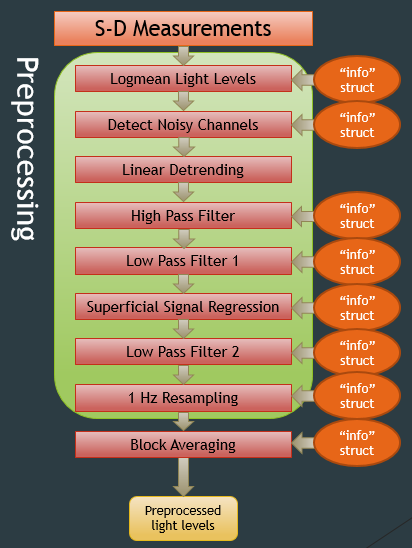 S-D Measurements
Preprocessing
Logmean Light Levels
“info”
struct
Detect Noisy Channels
“info”
struct
Linear Detrending
High Pass Filter
“info”
struct
Low Pass Filter 1
“info”
struct
Superficial Signal Regression
“info”
struct
Low Pass Filter 2
“info”
struct
1 Hz Resampling
“info”
struct
Block Averaging
“info”
struct
Preprocessed
light levels